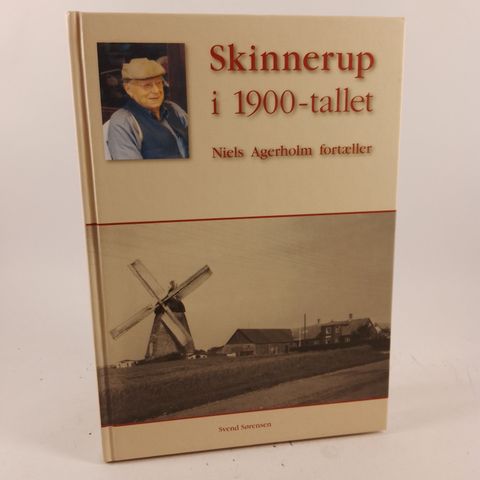 Skinnerup
i 1900-tallet
Niels Agerholm fortæller
Svend Sørensen